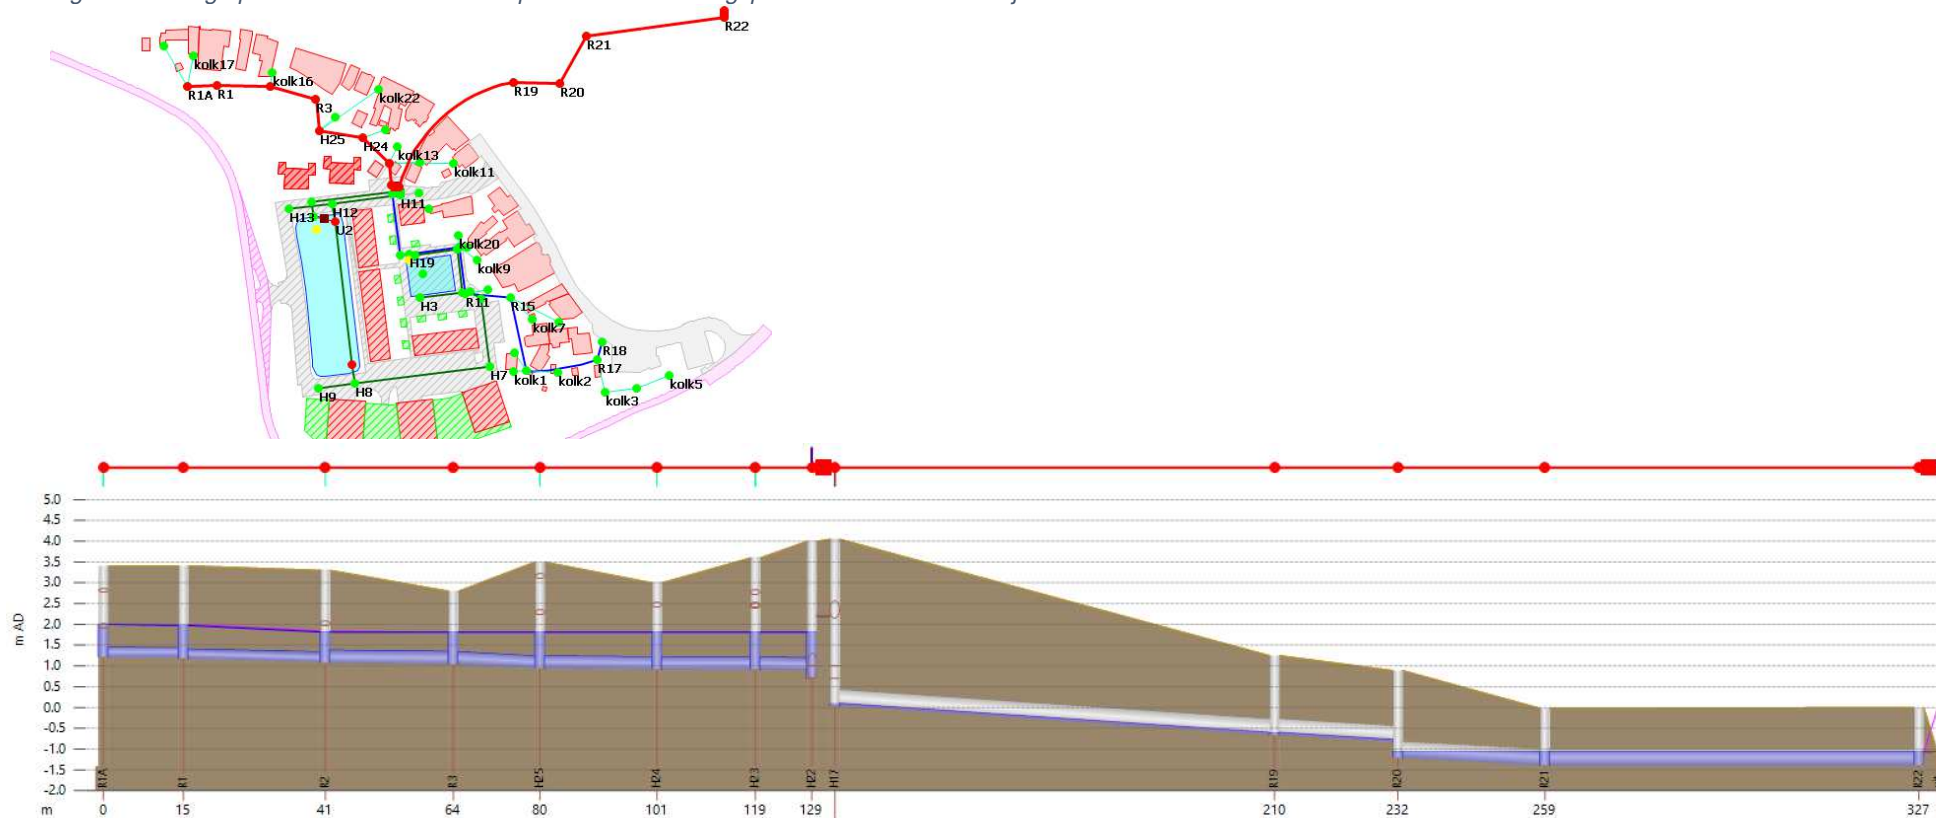 R22
R21
kolk17
kolk16
R19
R20
R1A
R1
kolk22
R3
H25
H24
kolk13
kolk11
H11
H13
H12
U2
kolk20
H19
kolk9
H3
R11
R15
kolk7
R18
R17
H7
kolk1
kolk2
kolk5
H8
H9
kolk3
5.0
4.5
4.0
3.5
3.0
2.5
2.0
1.5
1.0
0.5
0.0
-0.5
-1.0
-1.5
-2.0
m AD
R1A
R1
R2
R3
H25
H24
H23
H22
H17
R19
R20
R21
R22
m 0 15 41 64 80 101 119 129 210 232 259 327